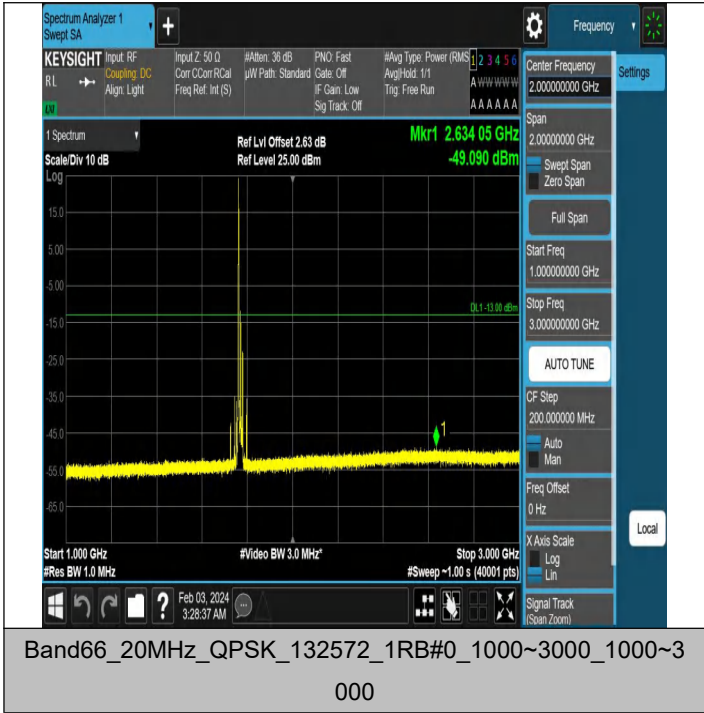 Spectrum Analyzer 1
Swept SA
+
Frequency
KEYSIGHT
RL
LXI
Input: RF
Coupling: DC
Align: Light
Input Z: 50 Ω
Corr CCorr RCal
Freq Ref: Int (S)
#Atten: 36 dB
µW Path: Standard
PNO: Fast
Gate: Off
IF Gain: Low
Sig Track: Off
#Avg Type: Power (RMS
Avg|Hold: 1/1
Trig: Free Run
1 2 3 4 5 6
A W W W W W
A A A A A A
1 Spectrum
Scale/Div 10 dB
Ref Lvl Offset 2.63 dB
Ref Level 25.00 dBm
Mkr1 2.634 05 GHz
-49.090 dBm
Log
15.0
5.00
-5.00
-15.0
-25.0
-35.0
-45.0
-55.0
-65.0
DL1 -13.00 dBm
1
Start 1.000 GHz
#Res BW 1.0 MHz
#Video BW 3.0 MHz*
Stop 3.000 GHz
#Sweep ~1.00 s (40001 pts)
Center Frequency
2.000000000 GHz
Settings
Span
2.00000000 GHz
Swept Span
Zero Span
Full Span
Start Freq
1.000000000 GHz
Stop Freq
3.000000000 GHz
AUTO TUNE
CF Step
200.000000 MHz
Auto
Man
Freq Offset
0 Hz
X Axis Scale
Log
Lin
Local
Signal Track
(Span Zoom)
?
Feb 03, 2024
3:28:37 AM
Band66_20MHz_QPSK_132572_1RB#0_1000~3000_1000~3
000